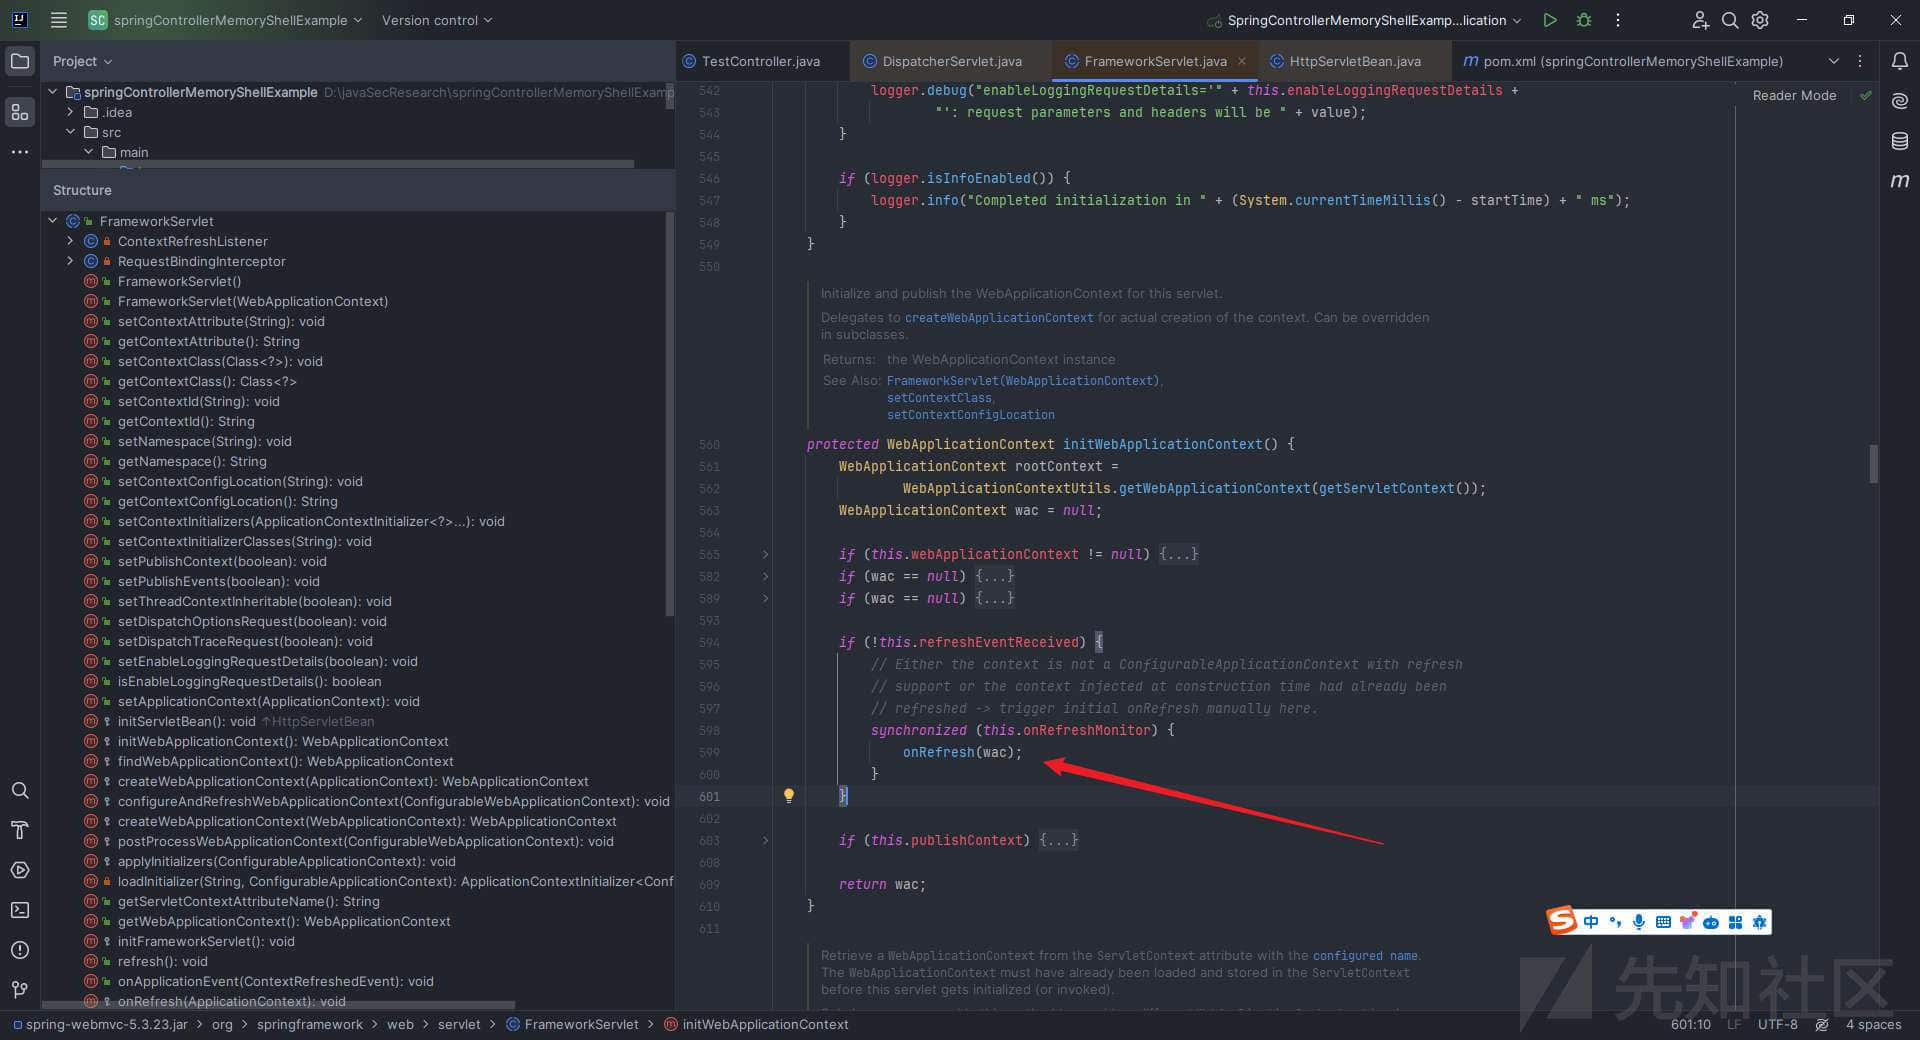 SC springControllerMemoryShellExample Version control SpringControllerMemoryShellExamp...lication
Project
springControllerMemoryShellExample D:\javaSecResearch\springControllerMemoryShellExamp
.idea
src
main
Structure
FrameworkServlet
ContextRefreshListener
RequestBindingInterceptor
FrameworkServlet()
FrameworkServlet(WebApplicationContext)
setContextAttribute(String): void
getContextAttribute(): String
setContextClass(Class<?>): void
getContextClass(): Class<?>
setContextId(String): void
getContextId(): String
setNamespace(String): void
getNamespace(): String
setContextConfigLocation(String): void
getContextConfigLocation(): String
setContextInitializers(ApplicationContextInitializer<?>...): void
setContextInitializerClasses(String): void
setPublishContext(boolean): void
setPublishEvents(boolean): void
setThreadContextInheritable(boolean): void
setDispatchOptionsRequest(boolean): void
setDispatchTraceRequest(boolean): void
setEnableLoggingRequestDetails(boolean): void
isEnableLoggingRequestDetails(): boolean
setApplicationContext(ApplicationContext): void
initServletBean(): void ↑HttpServletBean
initWebApplicationContext(): WebApplicationContext
findWebApplicationContext(): WebApplicationContext
createWebApplicationContext(ApplicationContext): WebApplicationContext
configureAndRefreshWebApplicationContext(ConfigurableWebApplicationContext): void
createWebApplicationContext(WebApplicationContext): WebApplicationContext
postProcessWebApplicationContext(ConfigurableWebApplicationContext): void
applyInitializers(ConfigurableApplicationContext): void
loadInitializer(String, ConfigurableApplicationContext): ApplicationContextInitializer<Conf
getServletContextAttributeName(): String
getWebApplicationContext(): WebApplicationContext
initFrameworkServlet(): void
refresh(): void
onApplicationEvent(ContextRefreshedEvent): void
onRefresh(ApplicationContext): void
TestController.java DispatcherServlet.java FrameworkServlet.java HttpServletBean.java pom.xml (springControllerMemoryShellExample)
Reader Mode
542 logger.debug("enableLoggingRequestDetails='" + this.enableLoggingRequestDetails +
543 "': request parameters and headers will be " + value);
544 }
545
546 if (logger.isInfoEnabled()) {
547 logger.info("Completed initialization in " + (System.currentTimeMillis() - startTime) + " ms");
548 }
549 }
550
Initialize and publish the WebApplicationContext for this servlet.
Delegates to createWebApplicationContext for actual creation of the context. Can be overridden
in subclasses.
Returns: the WebApplicationContext instance
See Also: FrameworkServlet(WebApplicationContext),
setContextClass,
setContextConfigLocation
560 protected WebApplicationContext initWebApplicationContext() {
561 WebApplicationContext rootContext =
562 WebApplicationContextUtils.getWebApplicationContext(getServletContext());
563 WebApplicationContext wac = null;
564
565 if (this.webApplicationContext != null) {...}
582 if (wac == null) {...}
589 if (wac == null) {...}
593
594 if (!this.refreshEventReceived) {
595 // Either the context is not a ConfigurableApplicationContext with refresh
596 // support or the context injected at construction time had already been
597 // refreshed -> trigger initial onRefresh manually here.
598 synchronized (this.onRefreshMonitor) {
599 onRefresh(wac);
600 }
601 }
602
603 if (this.publishContext) {...}
608
609 return wac;
610 }
611
Retrieve a WebApplicationContext from the ServletContext attribute with the configured name.
The WebApplicationContext must have already been loaded and stored in the ServletContext
before this servlet gets initialized (or invoked).
中
先知社区
spring-webmvc-5.3.23.jar > org > springframework > web > servlet > FrameworkServlet > initWebApplicationContext
601:10 LF UTF-8 4 spaces